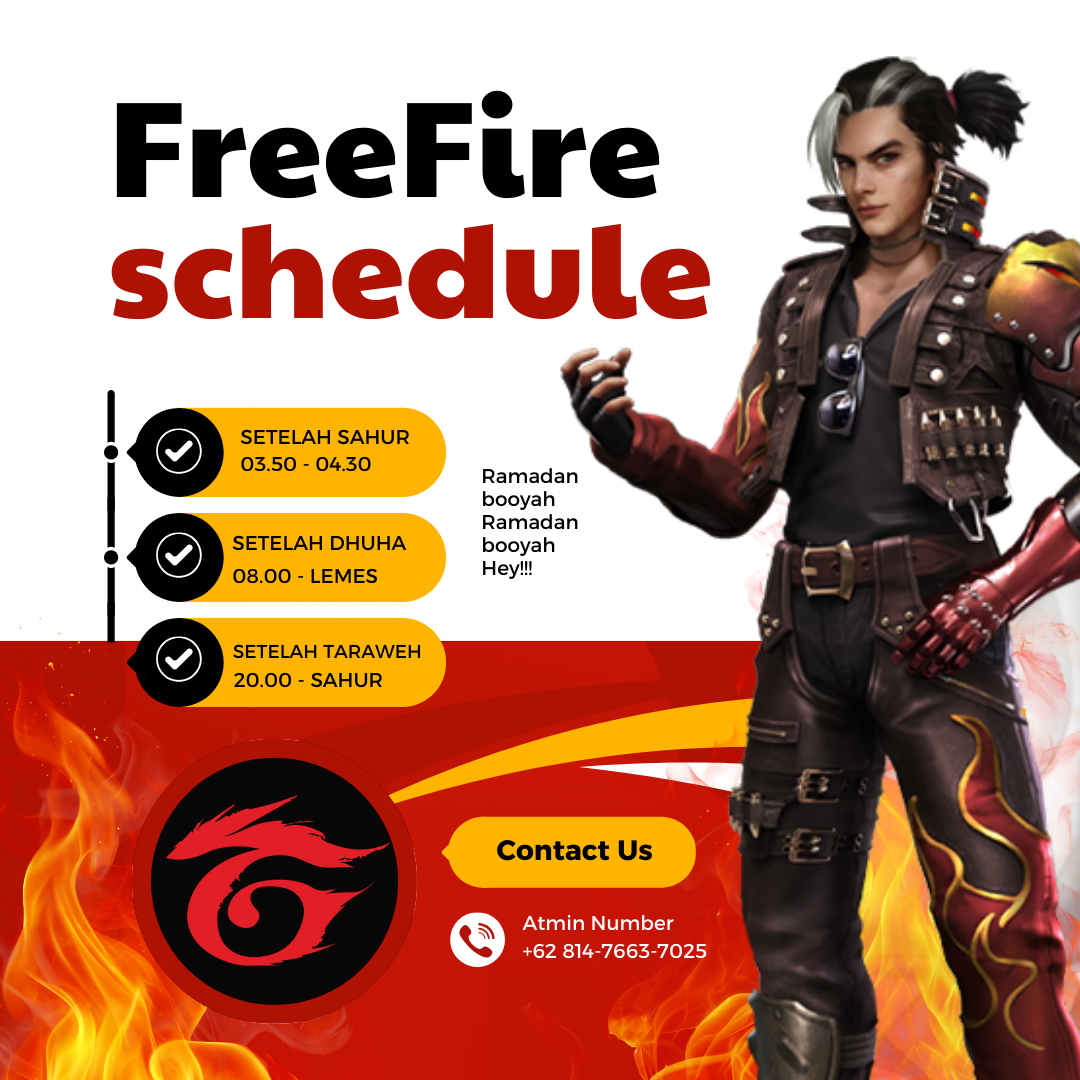 FreeFire
schedule
SETELAH SAHUR
03.50 - 04.30
SETELAH DHUHA
08.00 - LEMES
SETELAH TARAWEH
20.00 - SAHUR
Ramadan
booyah
Ramadan
booyah
Hey!!!
Contact Us
Atmin Number
+62 814-7663-7025